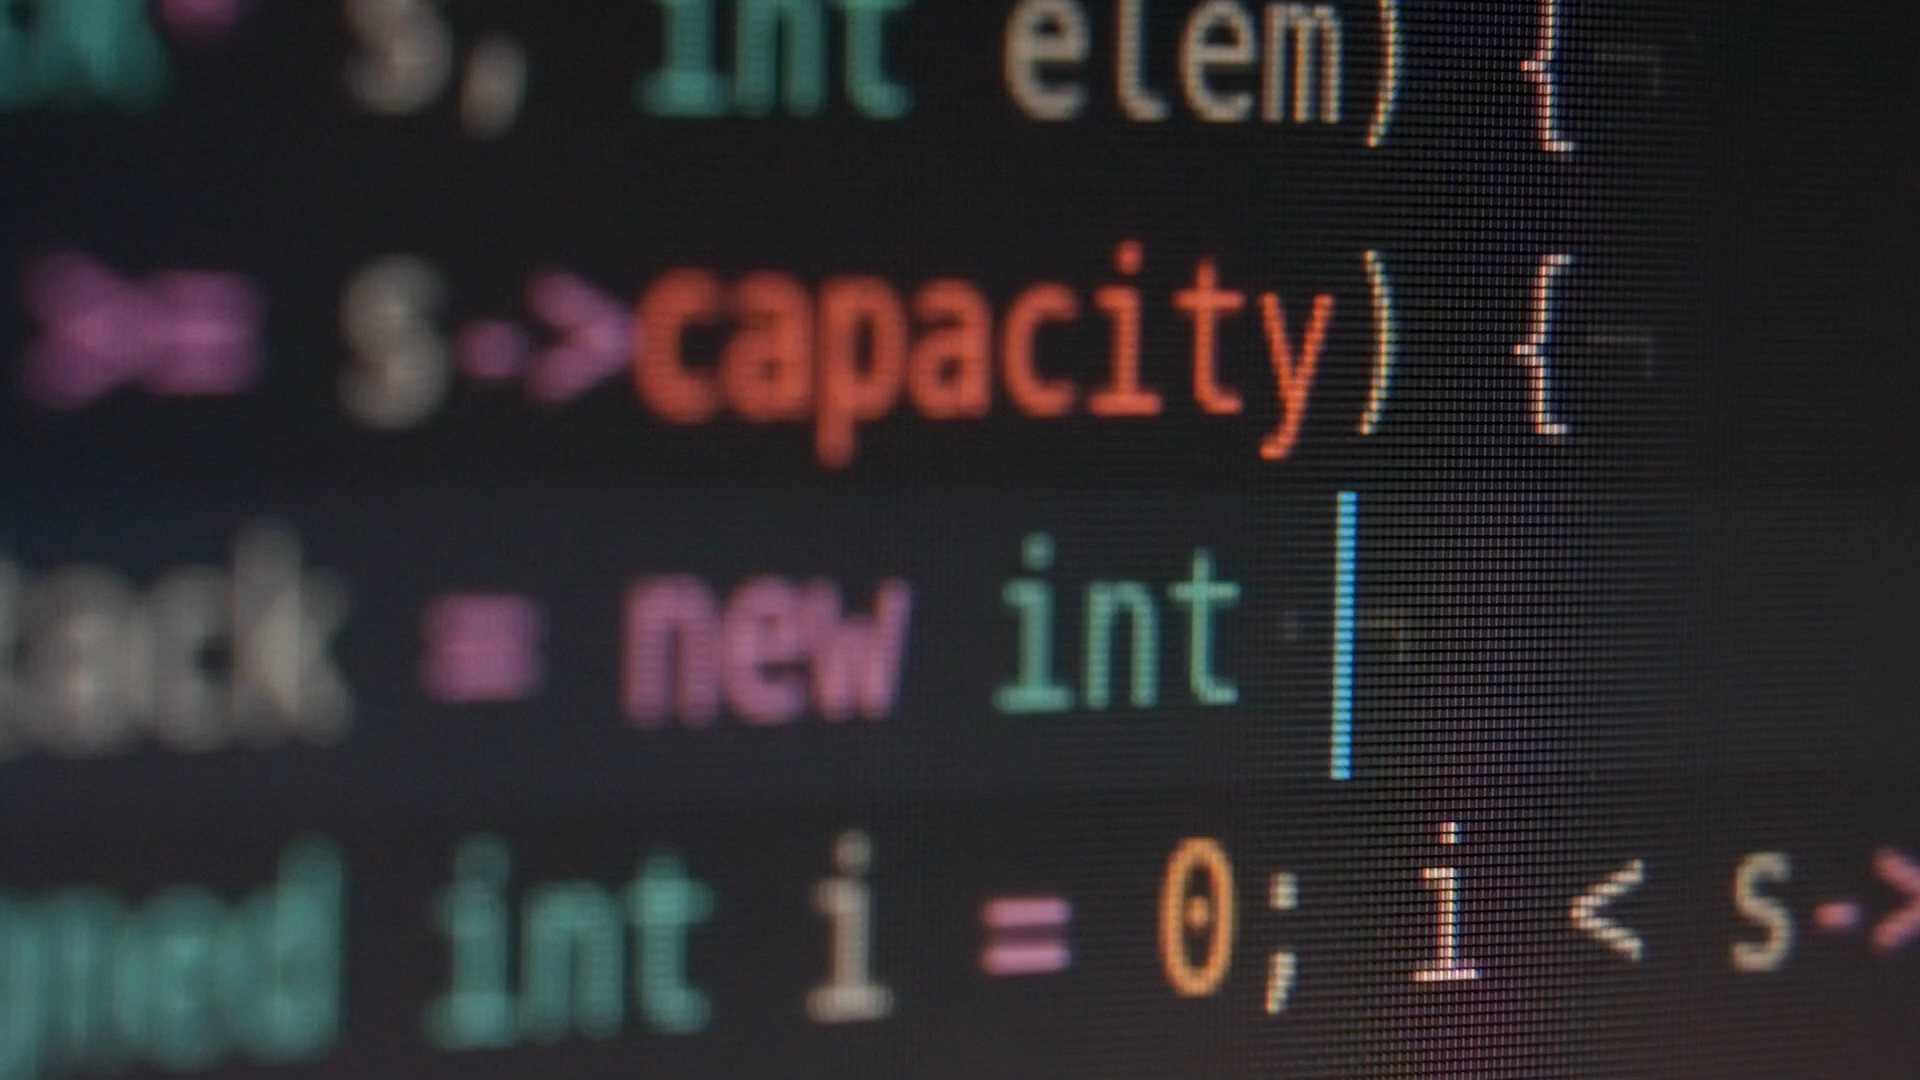 s, int elem) {
>= s->capacity) {
= new int
int i = 0; i < s->